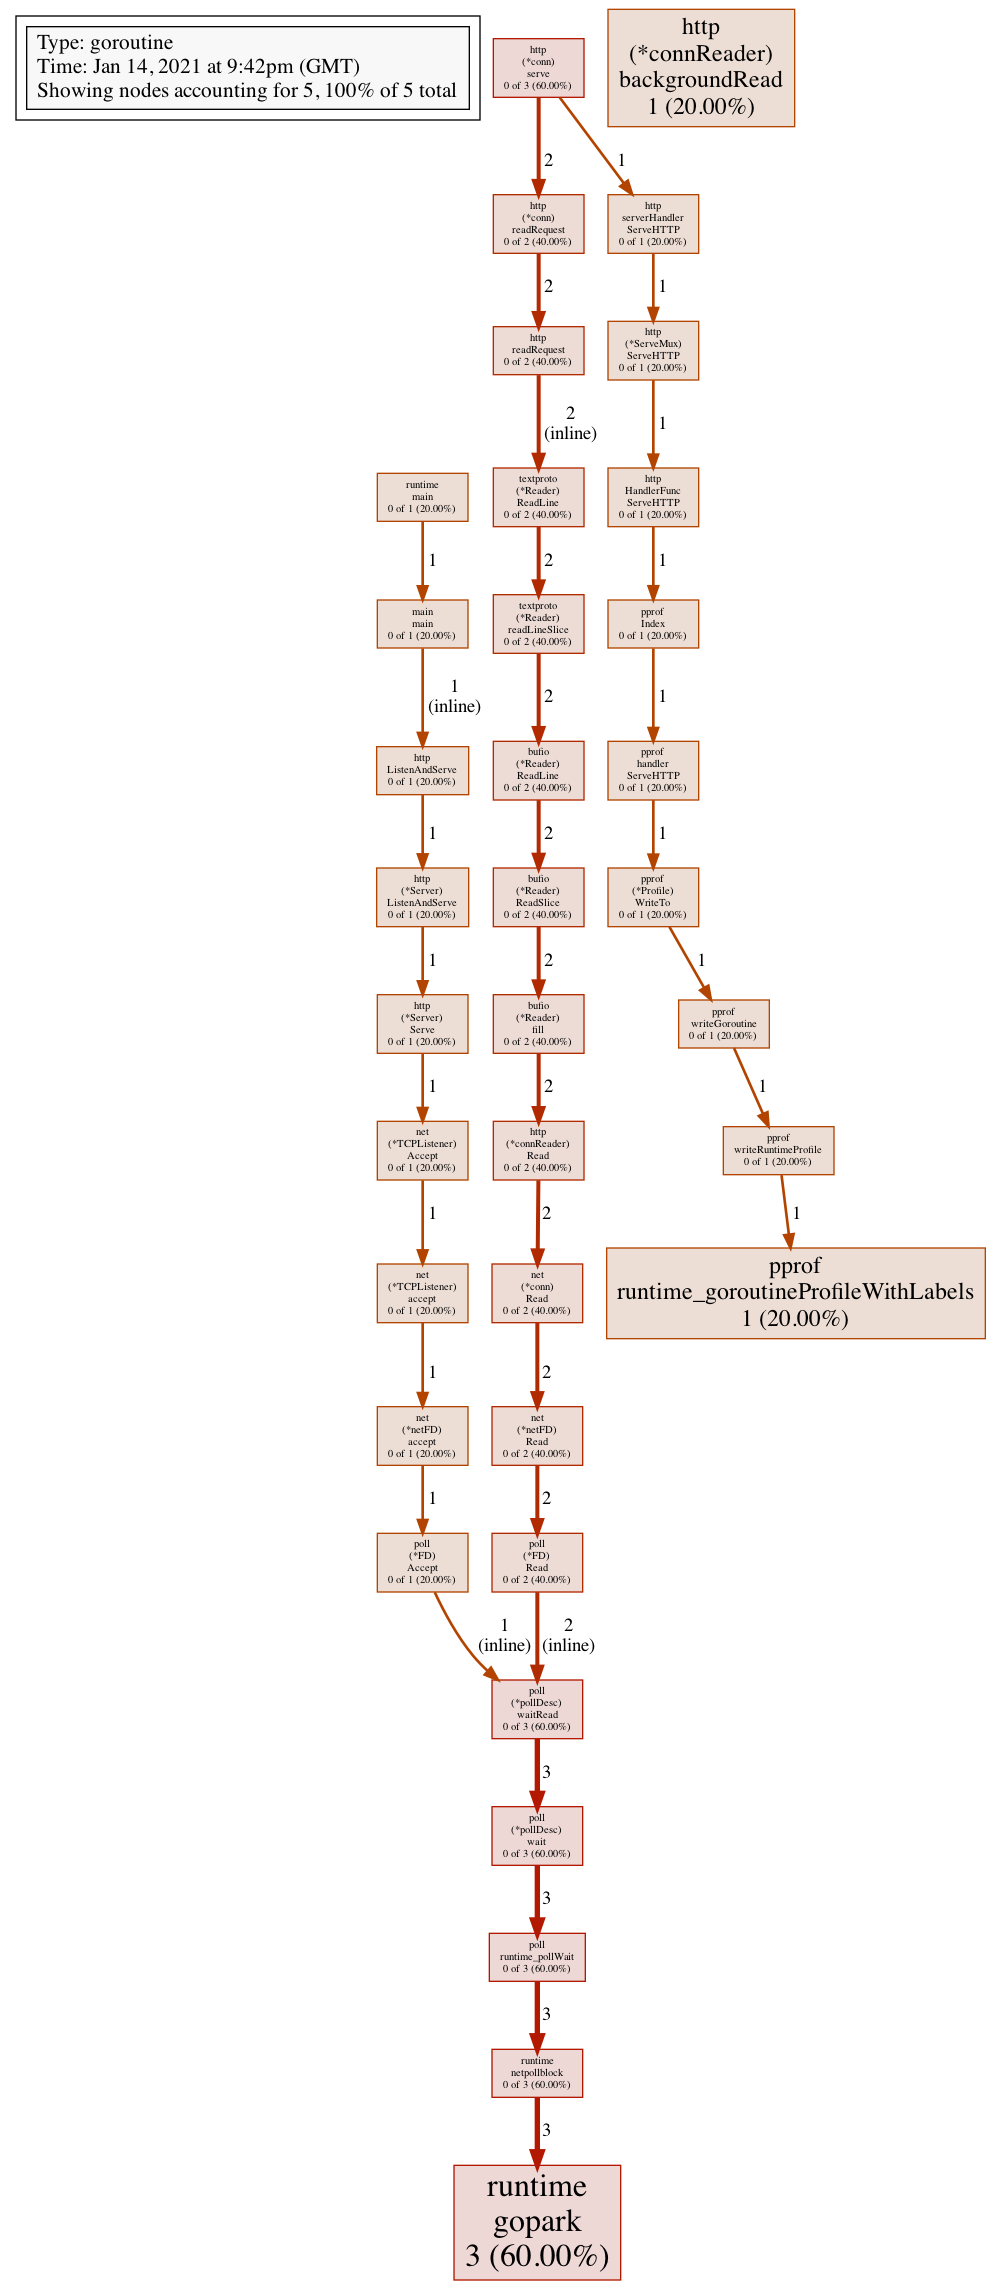 Type: goroutine
Time: Jan 14, 2021 at 9:42pm (GMT)
Showing nodes accounting for 5, 100% of 5 total
http
(*conn)
serve
0 of 3 (60.00%)
http
(*connReader)
backgroundRead
1 (20.00%)
2
1
http
(*conn)
readRequest
0 of 2 (40.00%)
http
serverHandler
ServeHTTP
0 of 1 (20.00%)
2
1
http
readRequest
0 of 2 (40.00%)
http
(*ServeMux)
ServeHTTP
0 of 1 (20.00%)
2
(inline)
1
runtime
main
0 of 1 (20.00%)
textproto
(*Reader)
ReadLine
0 of 2 (40.00%)
http
HandlerFunc
ServeHTTP
0 of 1 (20.00%)
1
2
1
main
main
0 of 1 (20.00%)
textproto
(*Reader)
readLineSlice
0 of 2 (40.00%)
pprof
Index
0 of 1 (20.00%)
1
(inline)
2
1
http
ListenAndServe
0 of 1 (20.00%)
bufio
(*Reader)
ReadLine
0 of 2 (40.00%)
pprof
handler
ServeHTTP
0 of 1 (20.00%)
1
2
1
http
(*Server)
ListenAndServe
0 of 1 (20.00%)
bufio
(*Reader)
ReadSlice
0 of 2 (40.00%)
pprof
(*Profile)
WriteTo
0 of 1 (20.00%)
1
2
1
http
(*Server)
Serve
0 of 1 (20.00%)
bufio
(*Reader)
fill
0 of 2 (40.00%)
pprof
writeGoroutine
0 of 1 (20.00%)
1
2
1
net
(*TCPListener)
Accept
0 of 1 (20.00%)
http
(*connReader)
Read
0 of 2 (40.00%)
pprof
writeRuntimeProfile
0 of 1 (20.00%)
1
2
1
net
(*TCPListener)
accept
0 of 1 (20.00%)
net
(*conn)
Read
0 of 2 (40.00%)
pprof
runtime_goroutineProfileWithLabels
1 (20.00%)
1
2
net
(*netFD)
accept
0 of 1 (20.00%)
net
(*netFD)
Read
0 of 2 (40.00%)
1
2
poll
(*FD)
Accept
0 of 1 (20.00%)
poll
(*FD)
Read
0 of 2 (40.00%)
1
(inline)
2
(inline)
poll
(*pollDesc)
waitRead
0 of 3 (60.00%)
3
poll
(*pollDesc)
wait
0 of 3 (60.00%)
3
poll
runtime_pollWait
0 of 3 (60.00%)
3
runtime
netpollblock
0 of 3 (60.00%)
3
runtime
gopark
3 (60.00%)